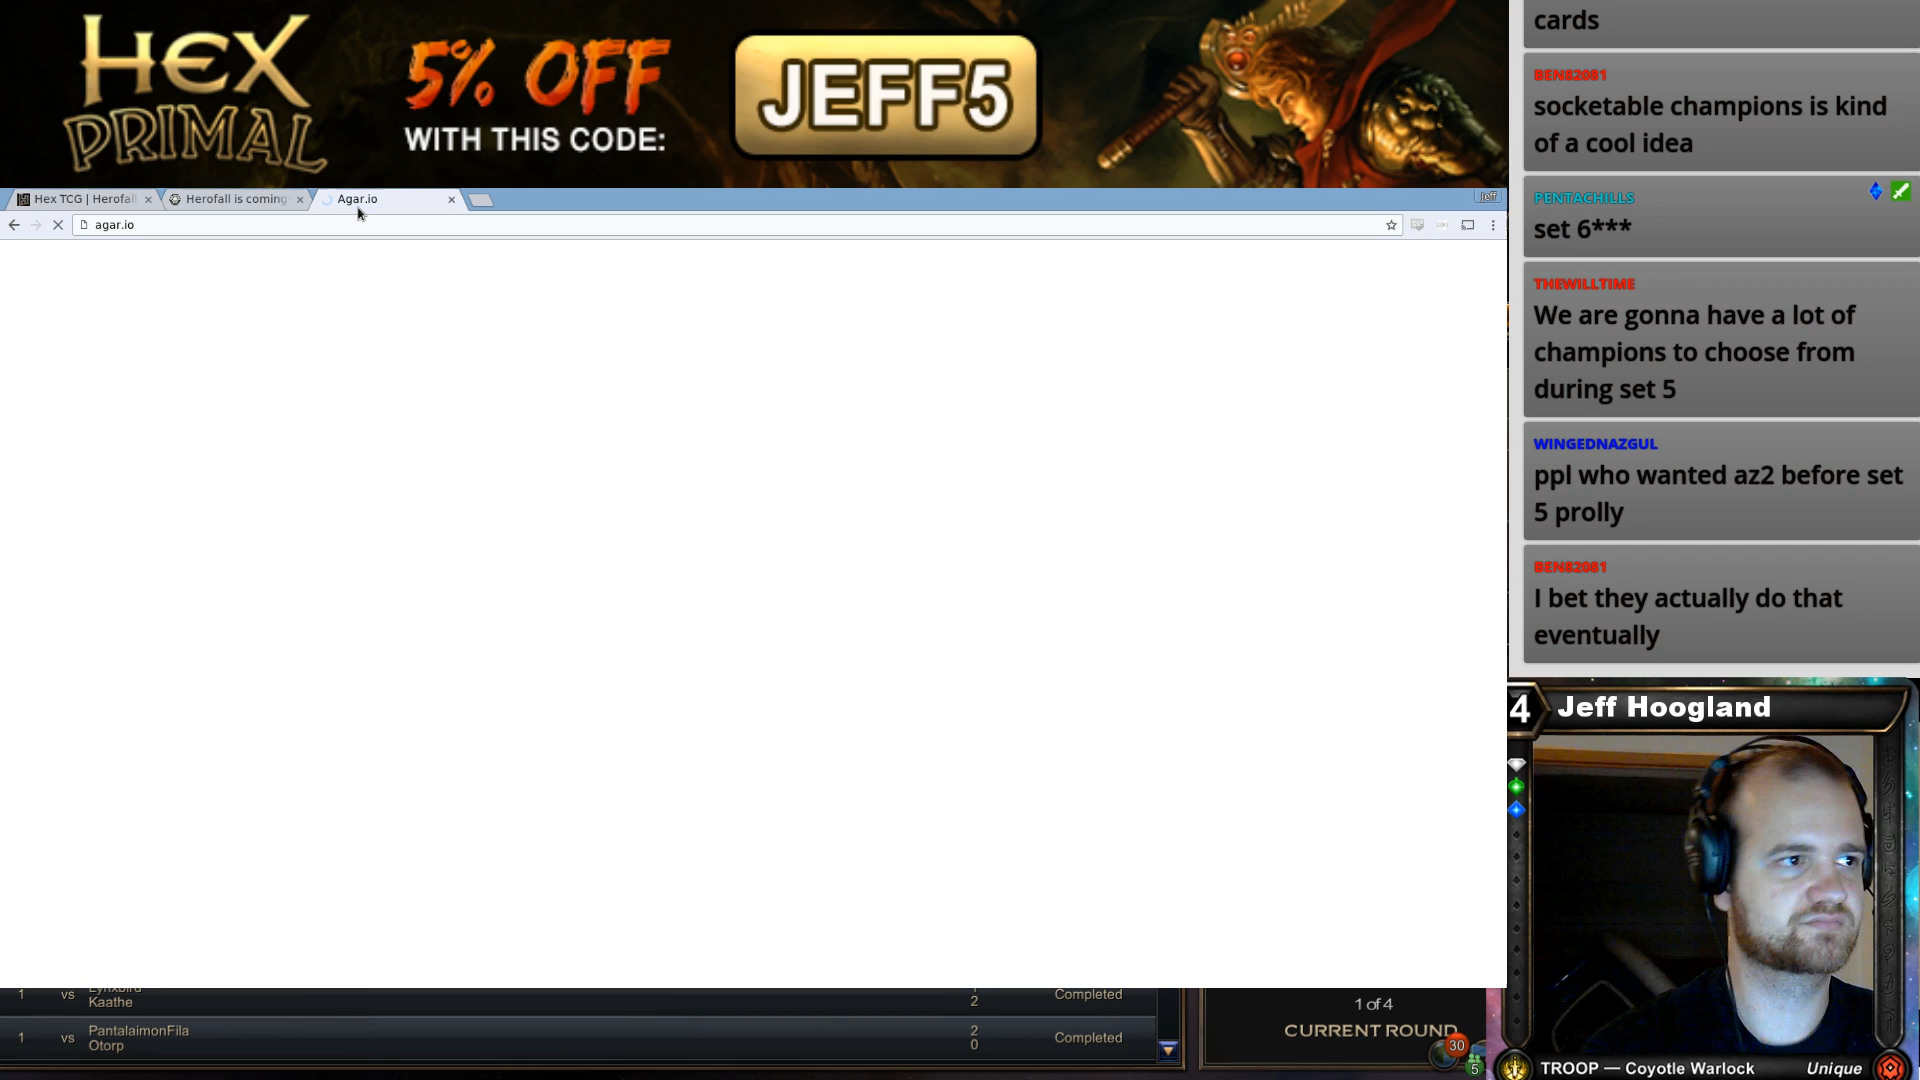 HEX
PRIMAL
5% OFF
WITH THIS CODE:
JEFF5
Hex TCG | Herofall
Herofall is coming
Agar.io
Jeff
agar.io
cards
BEN82081
socketable champions is kind
of a cool idea
PENTACHILLS
set 6***
THEWILLTIME
We are gonna have a lot of
champions to choose from
during set 5
WINGEDNAZGUL
ppl who wanted az2 before set
5 prolly
BEN82081
I bet they actually do that
eventually
4 Jeff Hoogland
1 vs Kaathe 2 Completed
PantalaimonFila 2
1 vs Completed
Otorp 0
1 of 4
CURRENT ROUND
30
5
TROOP — Coyotle Warlock Unique